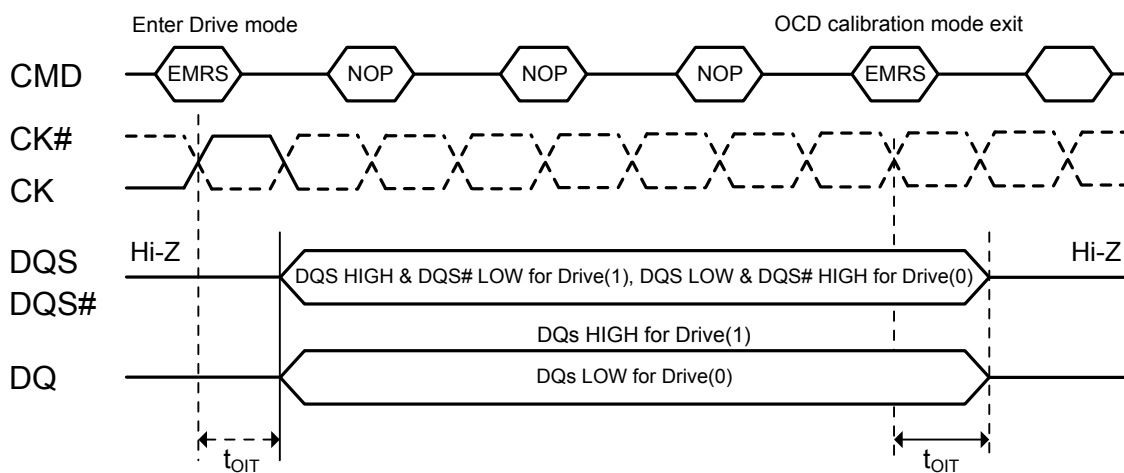 Enter Drive mode
OCD calibration mode exit
CMD
EMRS
NOP
NOP
NOP
EMRS
CK#
CK
Hi-Z
Hi-Z
DQS
DQS#
DQS HIGH & DQS# LOW for Drive(1), DQS LOW & DQS# HIGH for Drive(0)
DQs HIGH for Drive(1)
DQ
DQs LOW for Drive(0)
tOIT
tOIT